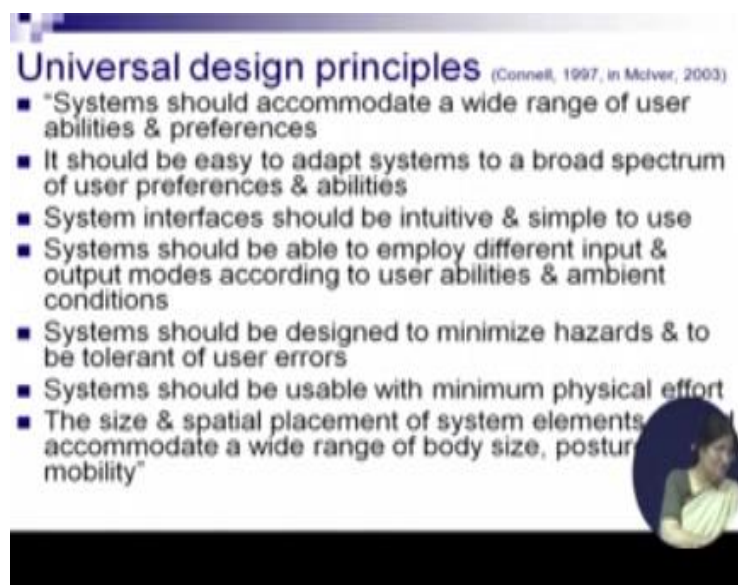 Universal design principles (Connell, 1997, in McIver, 2003)
"Systems should accommodate a wide range of user
abilities & preferences
It should be easy to adapt systems to a broad spectrum
of user preferences & abilities
System interfaces should be intuitive & simple to use
Systems should be able to employ different input &
output modes according to user abilities & ambient
conditions
Systems should be designed to minimize hazards & to
be tolerant of user errors
Systems should be usable with minimum physical effort
The size & spatial placement of system elements
accommodate a wide range of body size,
mobility"